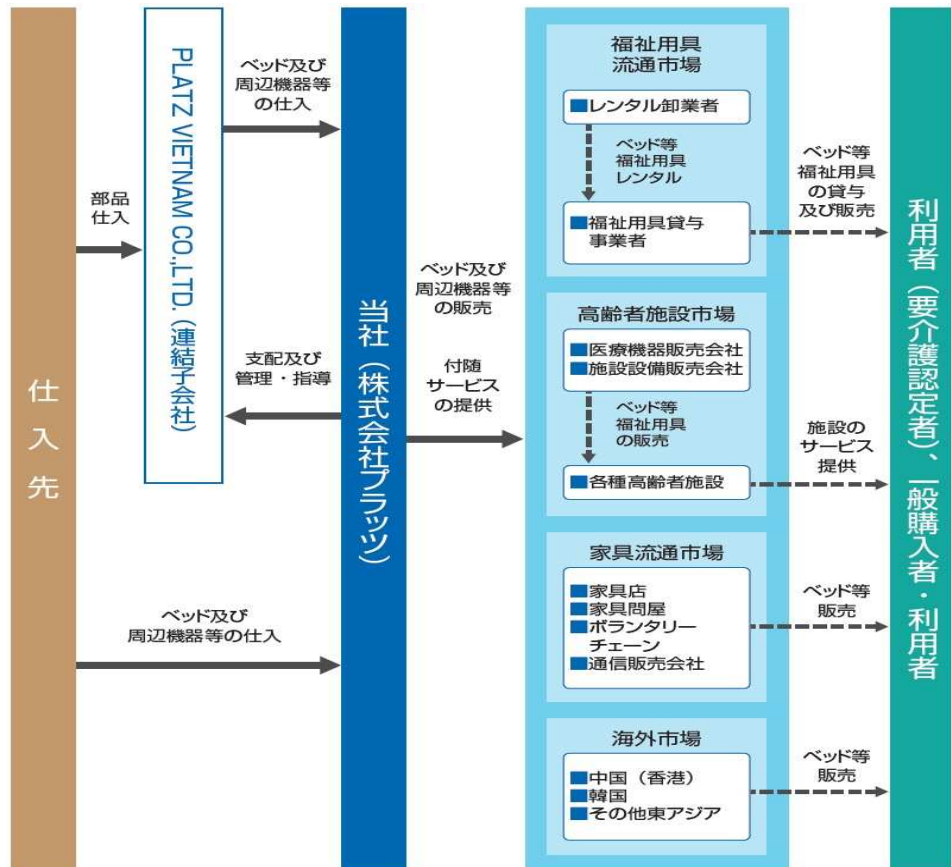 仕入先
部品
仕入
PLATZ VIETNAM CO.,LTD.(連結子会社)
ベッド及び
周辺機器等
の仕入
支配及び
管理・指導
ベッド及び
周辺機器等の仕入
当社(株式会社プラッツ)
ベッド及び
周辺機器等
の販売
付随
サービス
の提供
福祉用具
流通市場
レンタル卸業者
ベッド等
福祉用具
レンタル
福祉用具貸与
事業者
ベッド等
福祉用具
の貸与
及び販売
高齢者施設市場
医療機器販売会社
施設設備販売会社
ベッド等
福祉用具
の販売
各種高齢者施設
施設の
サービス
提供
家具流通市場
家具店
家具問屋
ボランタリー
チェーン
通信販売会社
ベッド等
販売
海外市場
中国(香港)
韓国
その他東アジア
ベッド等
販売
利用者(要介護認定者)、一般購入者・利用者